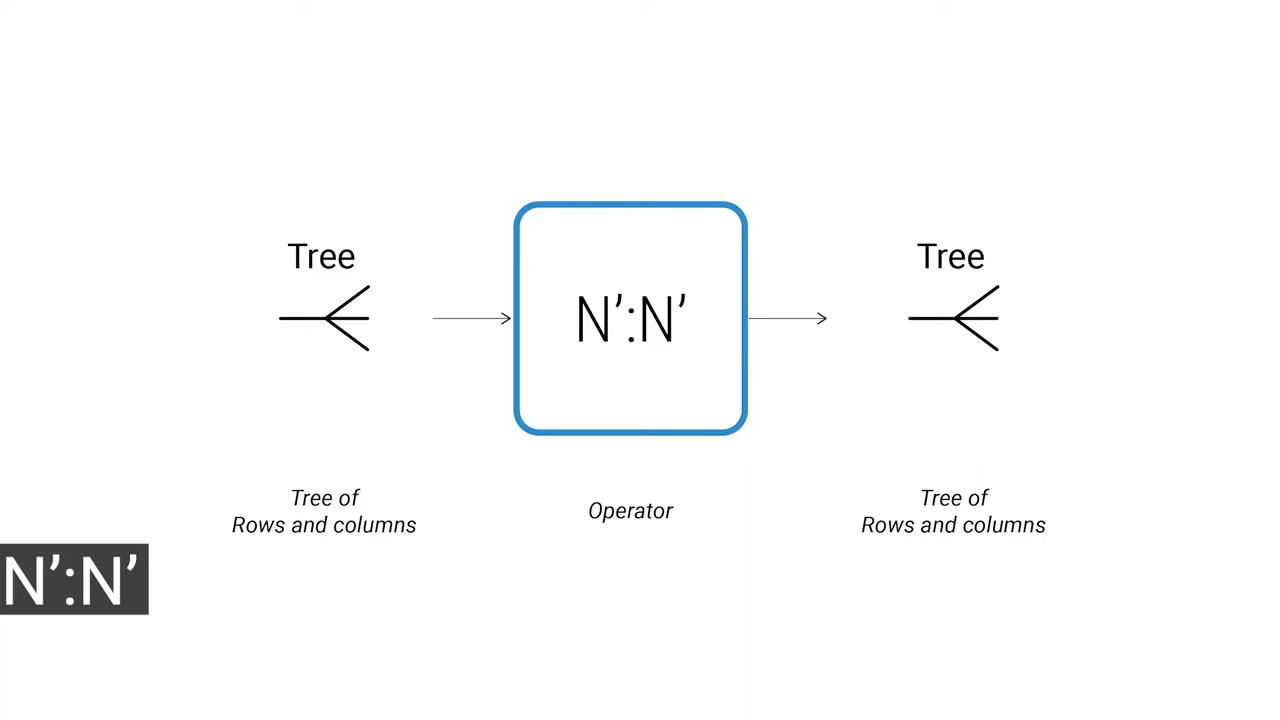 Tree
Tree
N’:N’
Tree of
Rows and columns
Operator
Tree of
Rows and columns
N’:N’